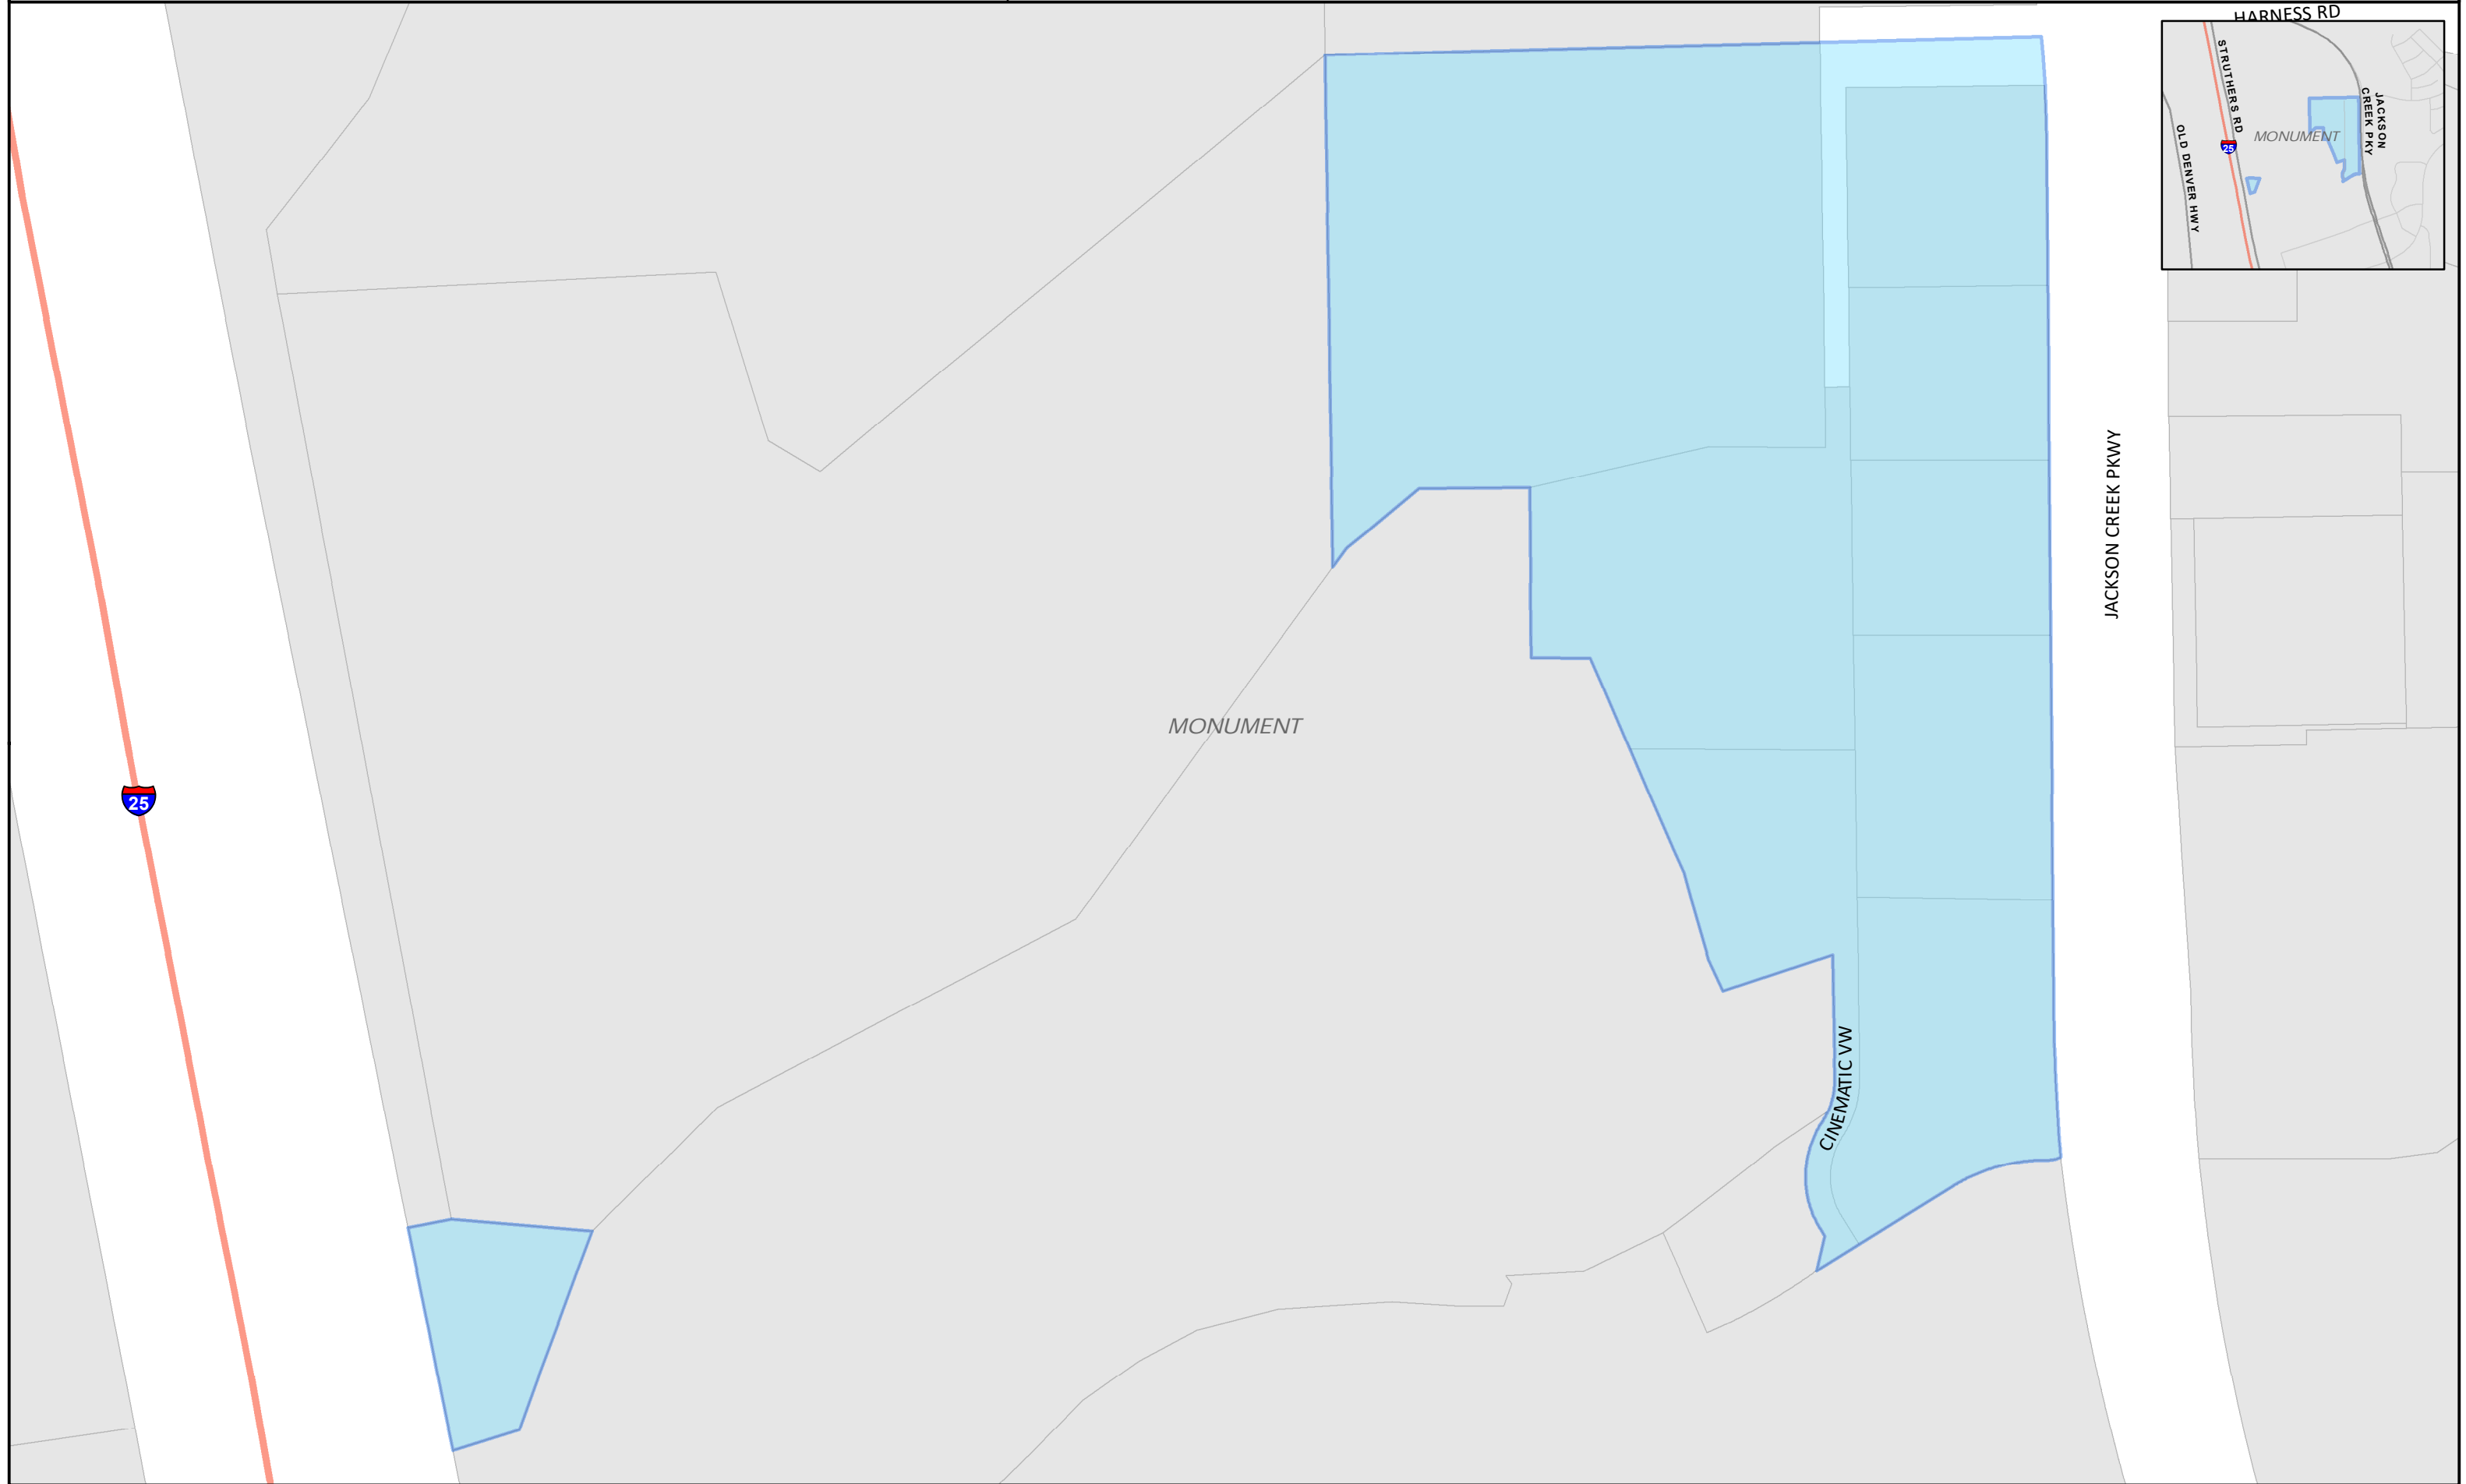 HARNESS RD
STRUTHERS RD
JACKSON
CREEK PKY
MONUMENT
25
OLD DENVER HWY
JACKSON CREEK PKWY
MONUMENT
25
CINEMATIC VW